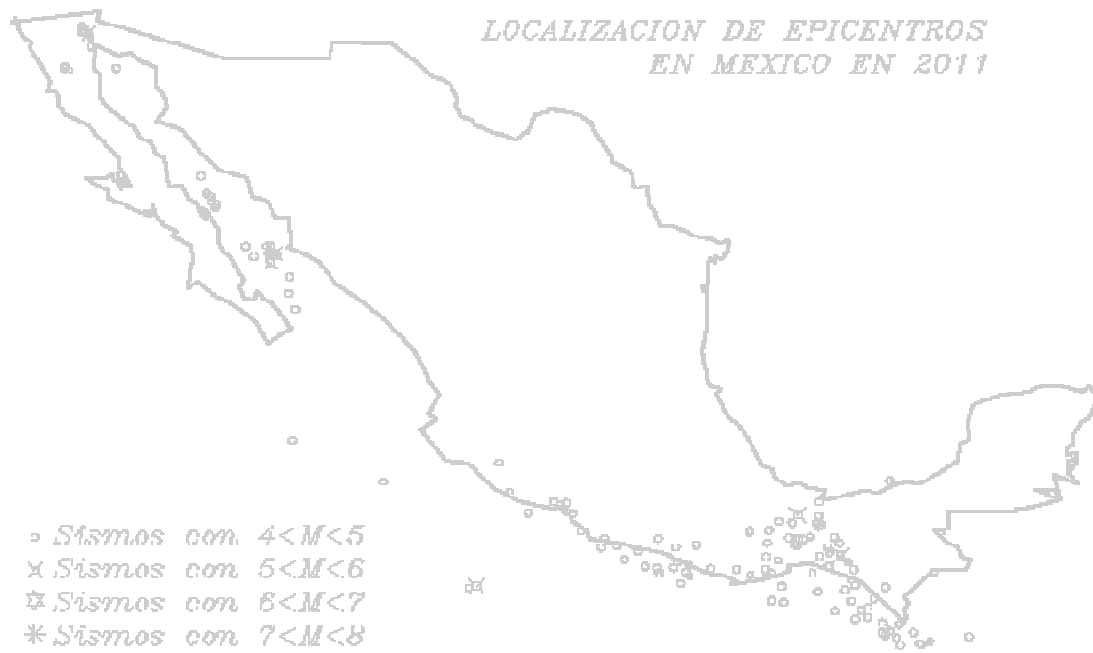 LOCALIZACION DE EPICENTROS
EN MEXICO EN 2011
Sismos con 4<M<5
Sismos con 5<M<6
Sismos con 6<M<7
Sismos con 7<M<8